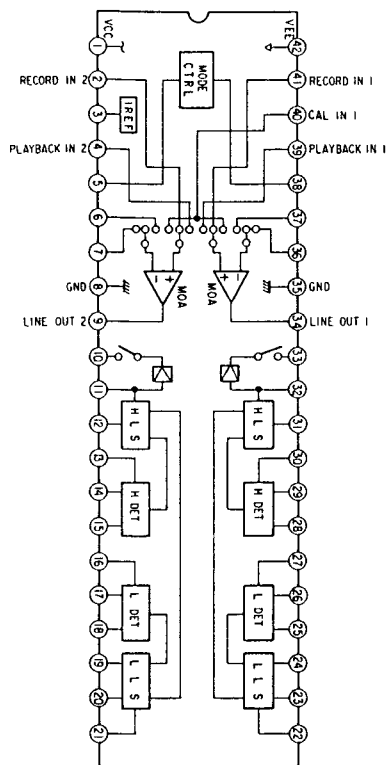 VCC
VEE
1
42
RECORD IN 2
2
MODE CTRL
41
RECORD IN 1
3
IREF
40
CAL IN 1
PLAYBACK IN 2
4
39
PLAYBACK IN 1
5
38
6
37
7
36
GND
8
35
GND
- +
+ -
MOA
MOA
LINE OUT 2
9
34
LINE OUT 1
10
33
11
32
12
HLS
HLS
31
13
30
14
H DET
H DET
29
15
28
16
27
17
L DET
L DET
26
18
25
19
LLS
LLS
24
20
23
21
22